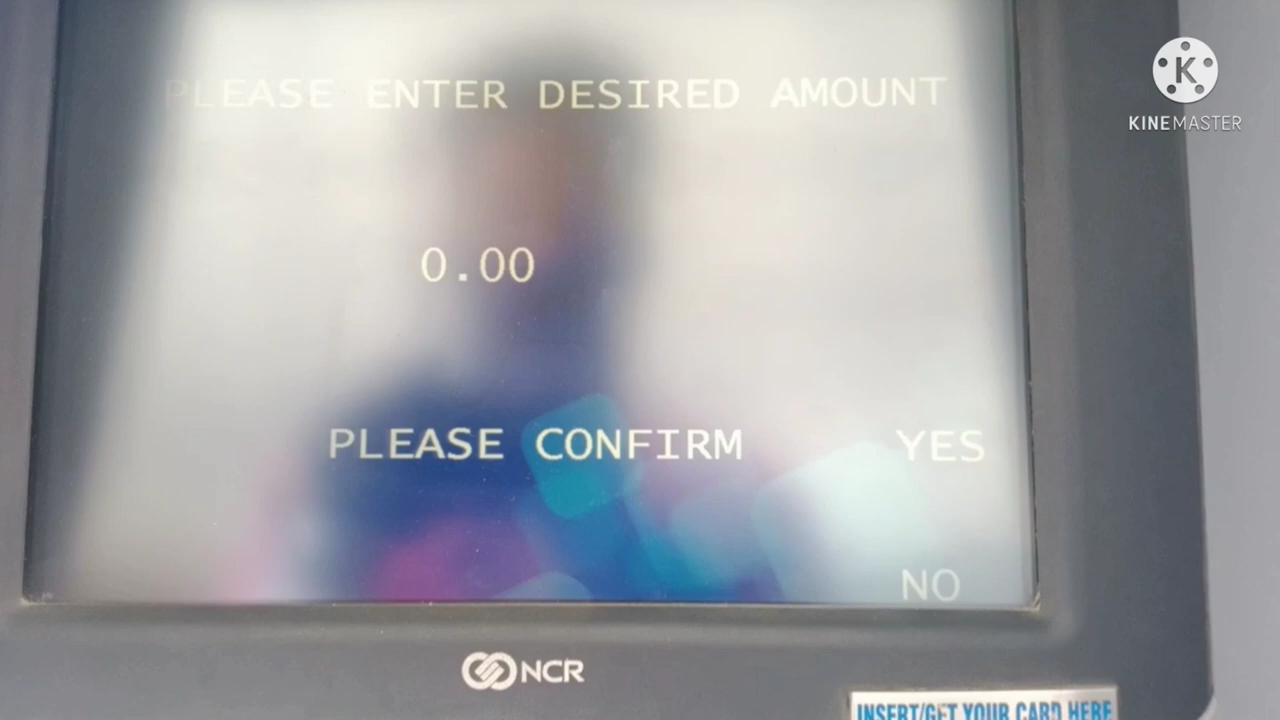 PLEASE ENTER DESIRED AMOUNT
K
KINEMASTER
0.00
PLEASE CONFIRM YES
NO
NCR
INSERT/GET YOUR CARD HERE